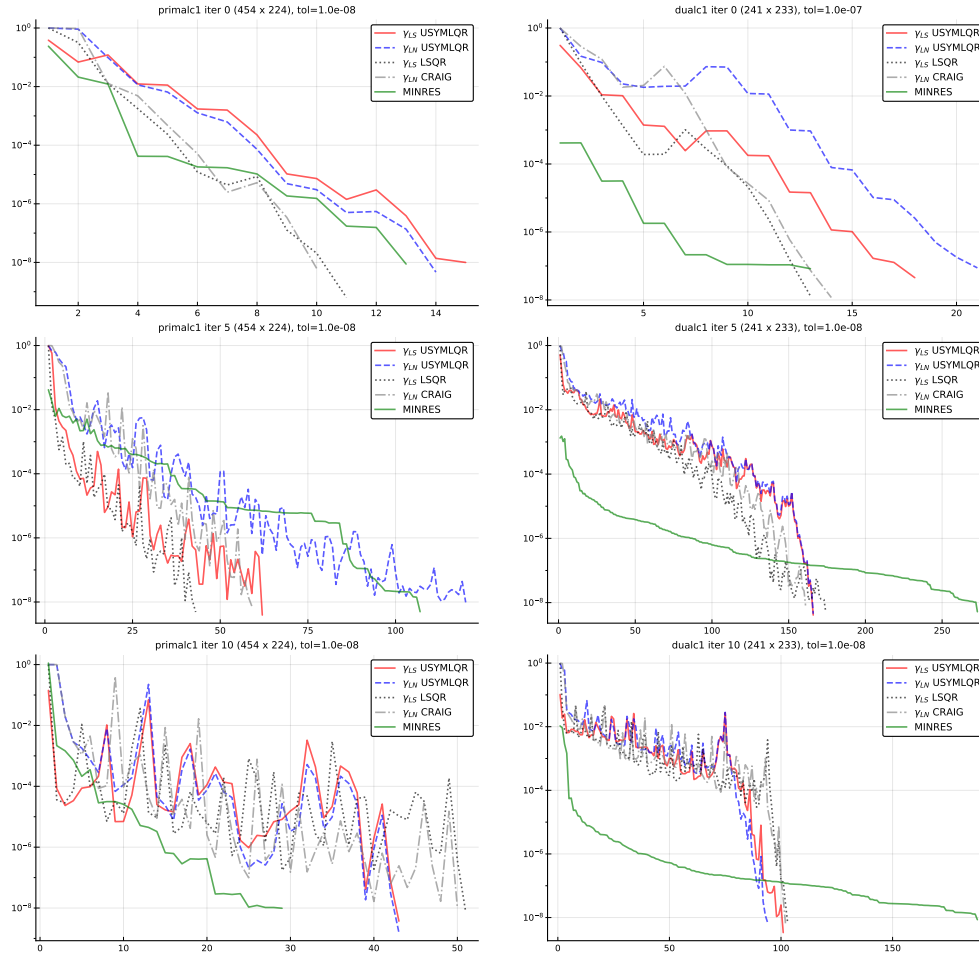 primalc1 iter 0 (454 x 224), tol=1.0e-08
10⁰
10⁻²
10⁻⁴
10⁻⁶
10⁻⁸
2
4
6
8
10
12
14
γLS USYMLQR
γLN USYMLQR
γLS LSQR
γLN CRAIG
MINRES
dualc1 iter 0 (241 x 233), tol=1.0e-07
10⁰
10⁻²
10⁻⁴
10⁻⁶
10⁻⁸
5
10
15
20
γLS USYMLQR
γLN USYMLQR
γLS LSQR
γLN CRAIG
MINRES
primalc1 iter 5 (454 x 224), tol=1.0e-08
10⁰
10⁻²
10⁻⁴
10⁻⁶
10⁻⁸
0
25
50
75
100
γLS USYMLQR
γLN USYMLQR
γLS LSQR
γLN CRAIG
MINRES
dualc1 iter 5 (241 x 233), tol=1.0e-08
10⁰
10⁻²
10⁻⁴
10⁻⁶
10⁻⁸
0
50
100
150
200
250
γLS USYMLQR
γLN USYMLQR
γLS LSQR
γLN CRAIG
MINRES
primalc1 iter 10 (454 x 224), tol=1.0e-08
10⁰
10⁻²
10⁻⁴
10⁻⁶
10⁻⁸
0
10
20
30
40
50
γLS USYMLQR
γLN USYMLQR
γLS LSQR
γLN CRAIG
MINRES
dualc1 iter 10 (241 x 233), tol=1.0e-08
10⁰
10⁻²
10⁻⁴
10⁻⁶
10⁻⁸
0
50
100
150
γLS USYMLQR
γLN USYMLQR
γLS LSQR
γLN CRAIG
MINRES